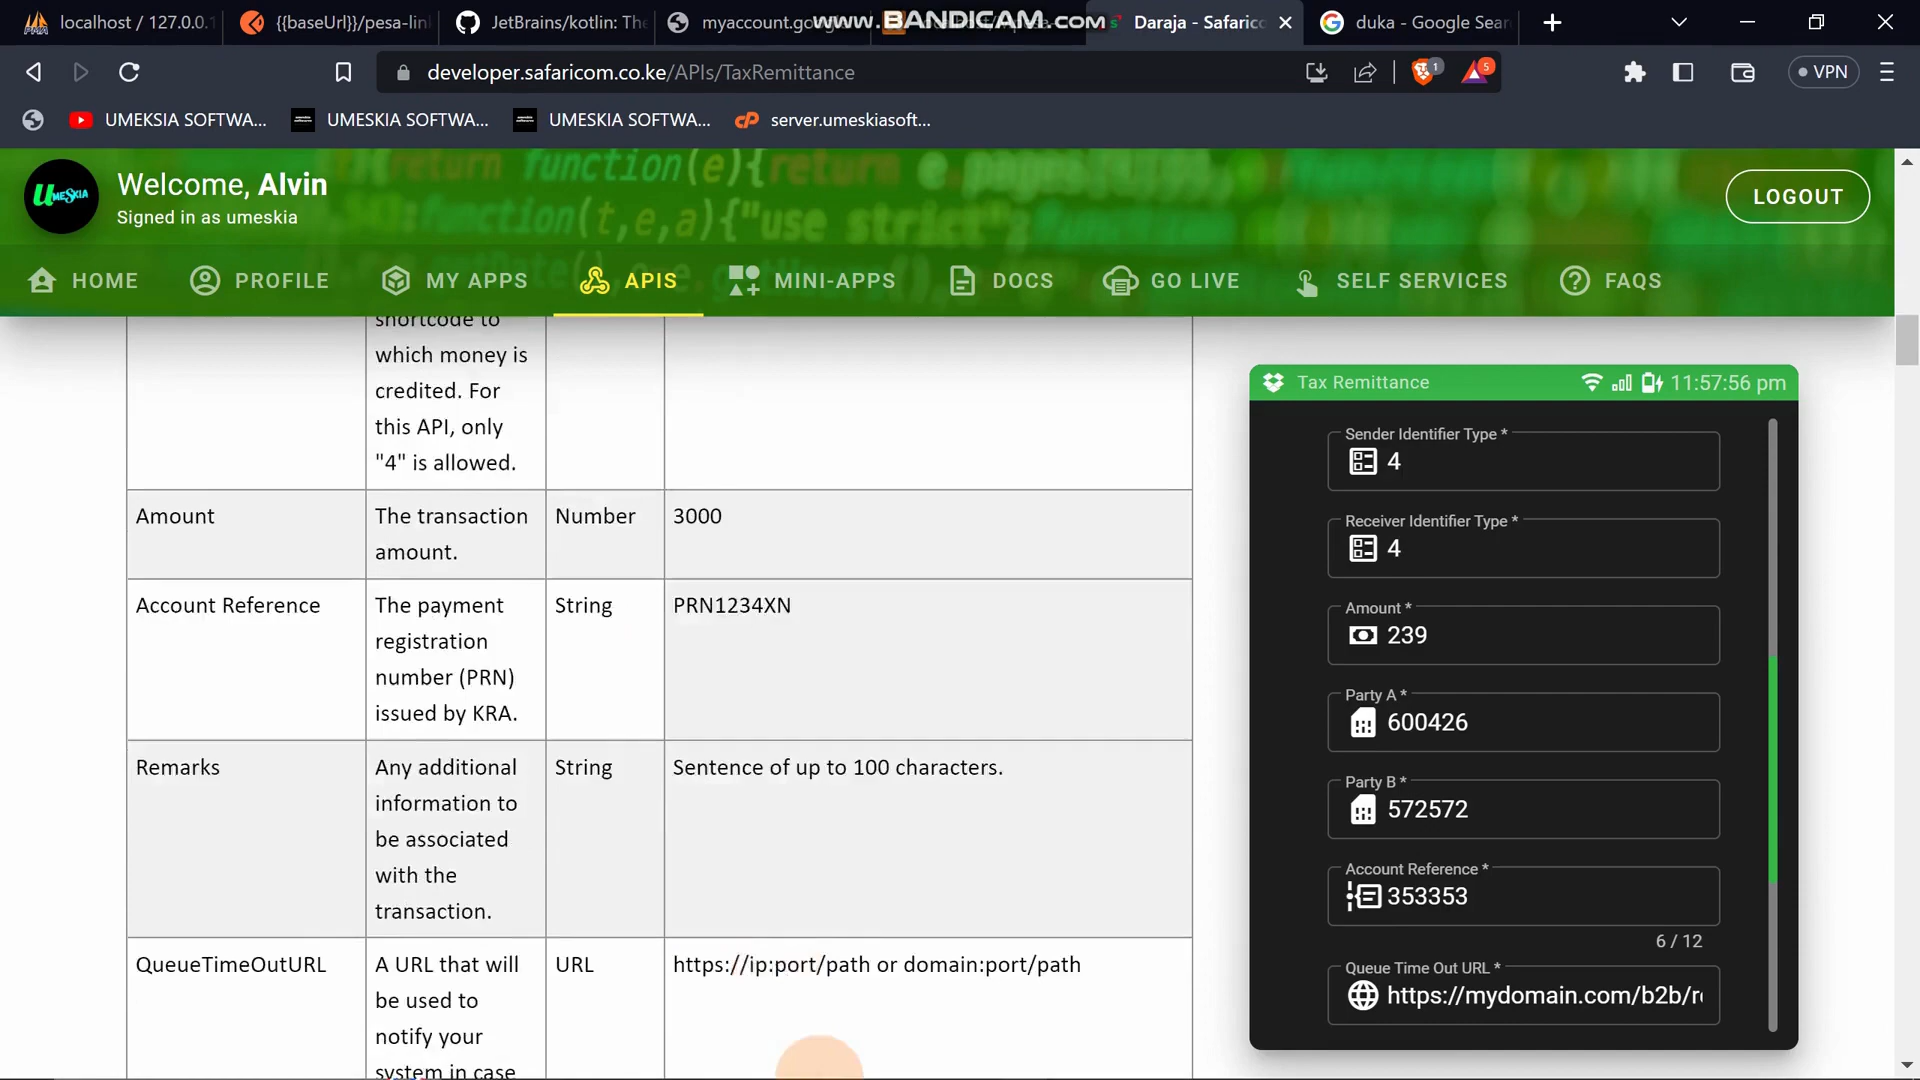 localhost / 127.0.0.1
{{baseUrl}}/pesa-lin
JetBrains/kotlin: The
myaccount.goog
www.BANDICAM.com
Daraja - Safaric
duka - Google Sear
developer.safaricom.co.ke/APIs/TaxRemittance
1
5
VPN
UMEKSIA SOFTWA...
UMESKIA SOFTWA...
UMESKIA SOFTWA...
server.umeskiasoft...
UMESKIA
Welcome, Alvin
Signed in as umeskia
LOGOUT
HOME
PROFILE
MY APPS
APIS
MINI-APPS
DOCS
GO LIVE
SELF SERVICES
FAQS
shortcode to
which money is
credited. For
this API, only
"4" is allowed.
Amount
The transaction
amount.
Number
3000
Account Reference
The payment
registration
number (PRN)
issued by KRA.
String
PRN1234XN
Remarks
Any additional
information to
be associated
with the
transaction.
String
Sentence of up to 100 characters.
QueueTimeOutURL
A URL that will
be used to
notify your
system in case
URL
https://ip:port/path or domain:port/path
Tax Remittance
11:57:56 pm
Sender Identifier Type *
4
Receiver Identifier Type *
4
Amount *
239
Party A *
600426
Party B *
572572
Account Reference *
353353
6 / 12
Queue Time Out URL *
https://mydomain.com/b2b/r